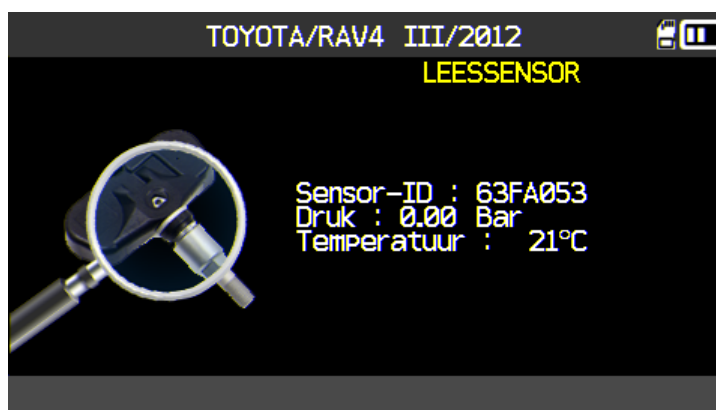 TOYOTA/RAV4 III/2012
LEESSENSOR
Sensor-ID : 63FA053
Druk : 0.00 Bar
Temperatuur : 21°C